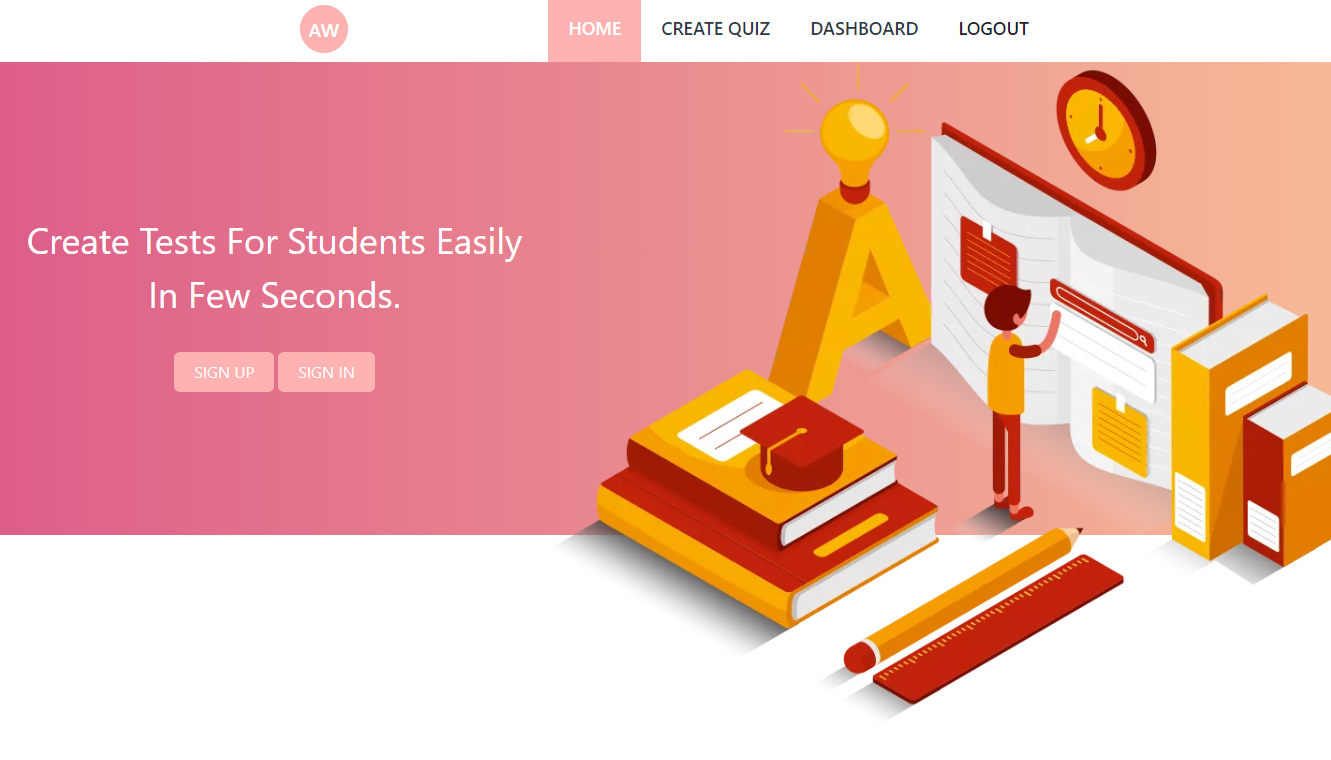 AW
HOME CREATE QUIZ DASHBOARD LOGOUT
Create Tests For Students Easily
In Few Seconds.
SIGN UP SIGN IN
A